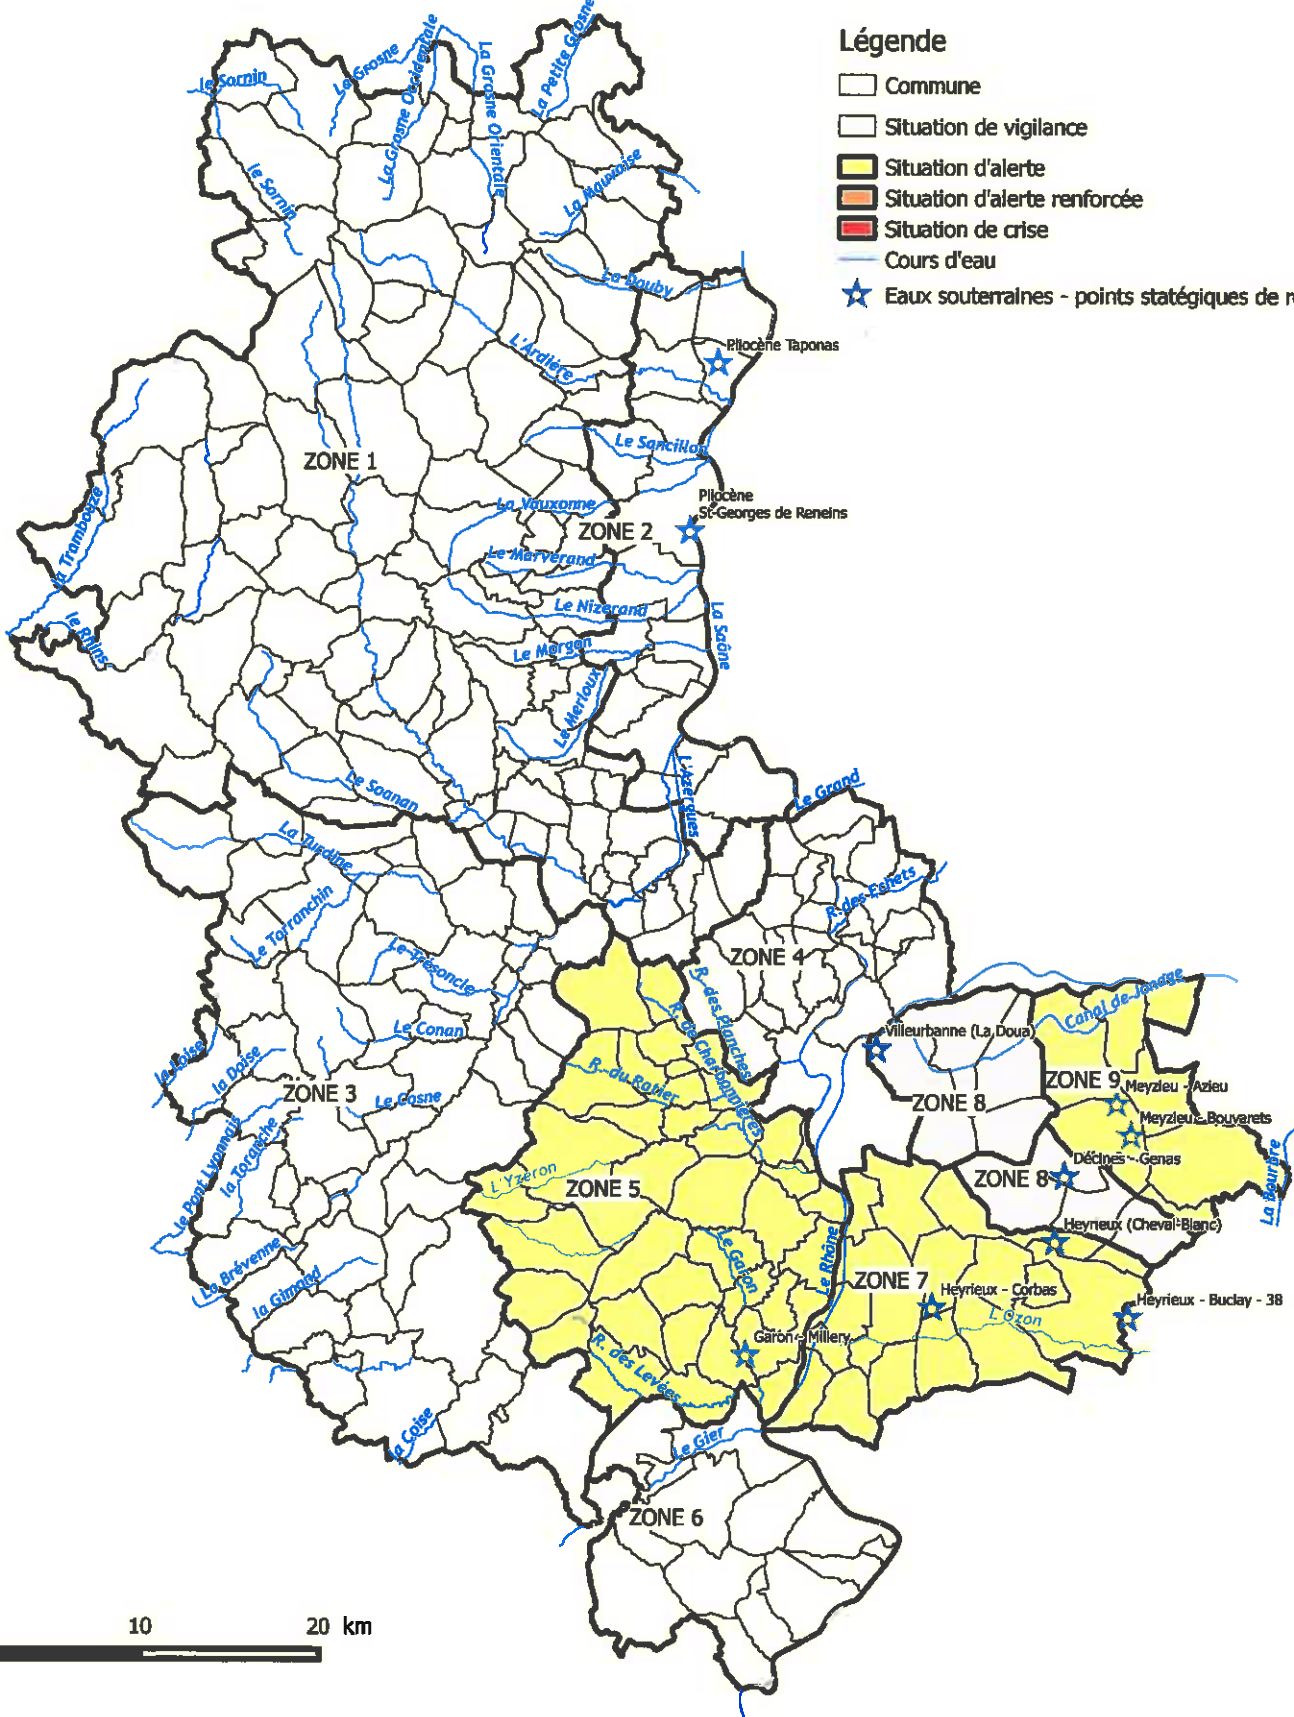 Légende
Commune
Situation de vigilance
Situation d'alerte
Situation d'alerte renforcée
Situation de crise
Cours d'eau
Eaux souterraines - points statégiques de
le Sornin
La Grosne
La Grosne Occidentale
La Grosne Orientale
La Petite Grosne
le Sornin
La Mauvaise
La Douby
L'Ardière
Pliocène Taponas
Le Sancillon
ZONE 1
La Vauxonne
Pliocène
St-Georges de Reneins
ZONE 2
la Trambouze
Le Marverand
Le Nizerand
le Rhins
Le Morgon
La Saône
Le Merloux
L'Azergues
Le Soanan
Le Grand
La Turdine
R. des Eshets
Le Torranchin
Le Trésoncle
ZONE 4
R. des Planches
R. de Charbonnières
Canal de Jonage
Le Conan
Villeurbanne (La Doua)
la Doise
R. du Ratier
ZONE 3
Le Cosne
ZONE 9
Meyzieu - Azieu
ZONE 8
Meyzieu - Bouvarets
le Pont Lyonnais
la Toranche
Décines - Genas
L'Yzeron
ZONE 5
ZONE 8
La Bourbre
Heyrieux (Cheval-Blanc)
La Brévenne
la Gimond
Le Garon
Le Rhône
ZONE 7
Heyrieux - Corbas
Heyrieux - Buclay - 38
L'Ozon
Garon - Millery
R. des Levées
la Coise
Le Gier
ZONE 6
10
20 km